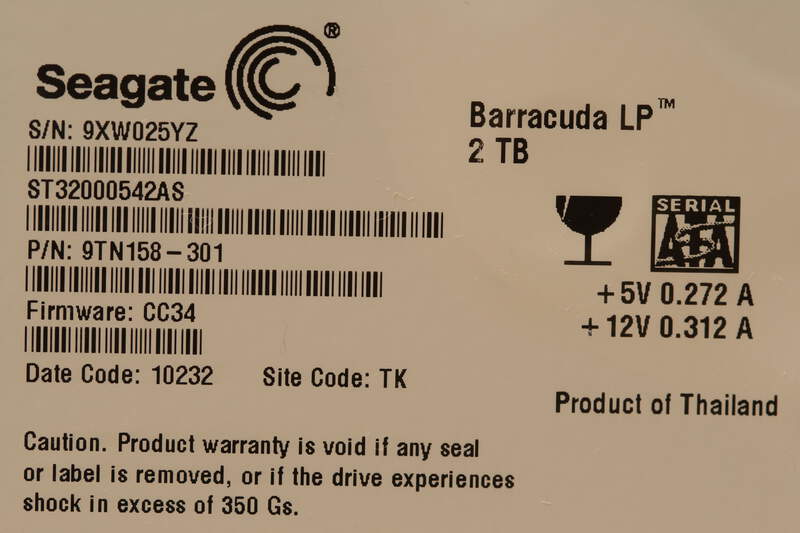 Seagate®
S/N: 9XW025YZ
ST32000542AS
P/N: 9TN158-301
Firmware: CC34
Date Code: 10232 Site Code: TK
Barracuda LP™
2 TB
SERIAL
ATA
+5V 0.272 A
+12V 0.312 A
Product of Thailand
Caution. Product warranty is void if any seal
or label is removed, or if the drive experiences
shock in excess of 350 Gs.